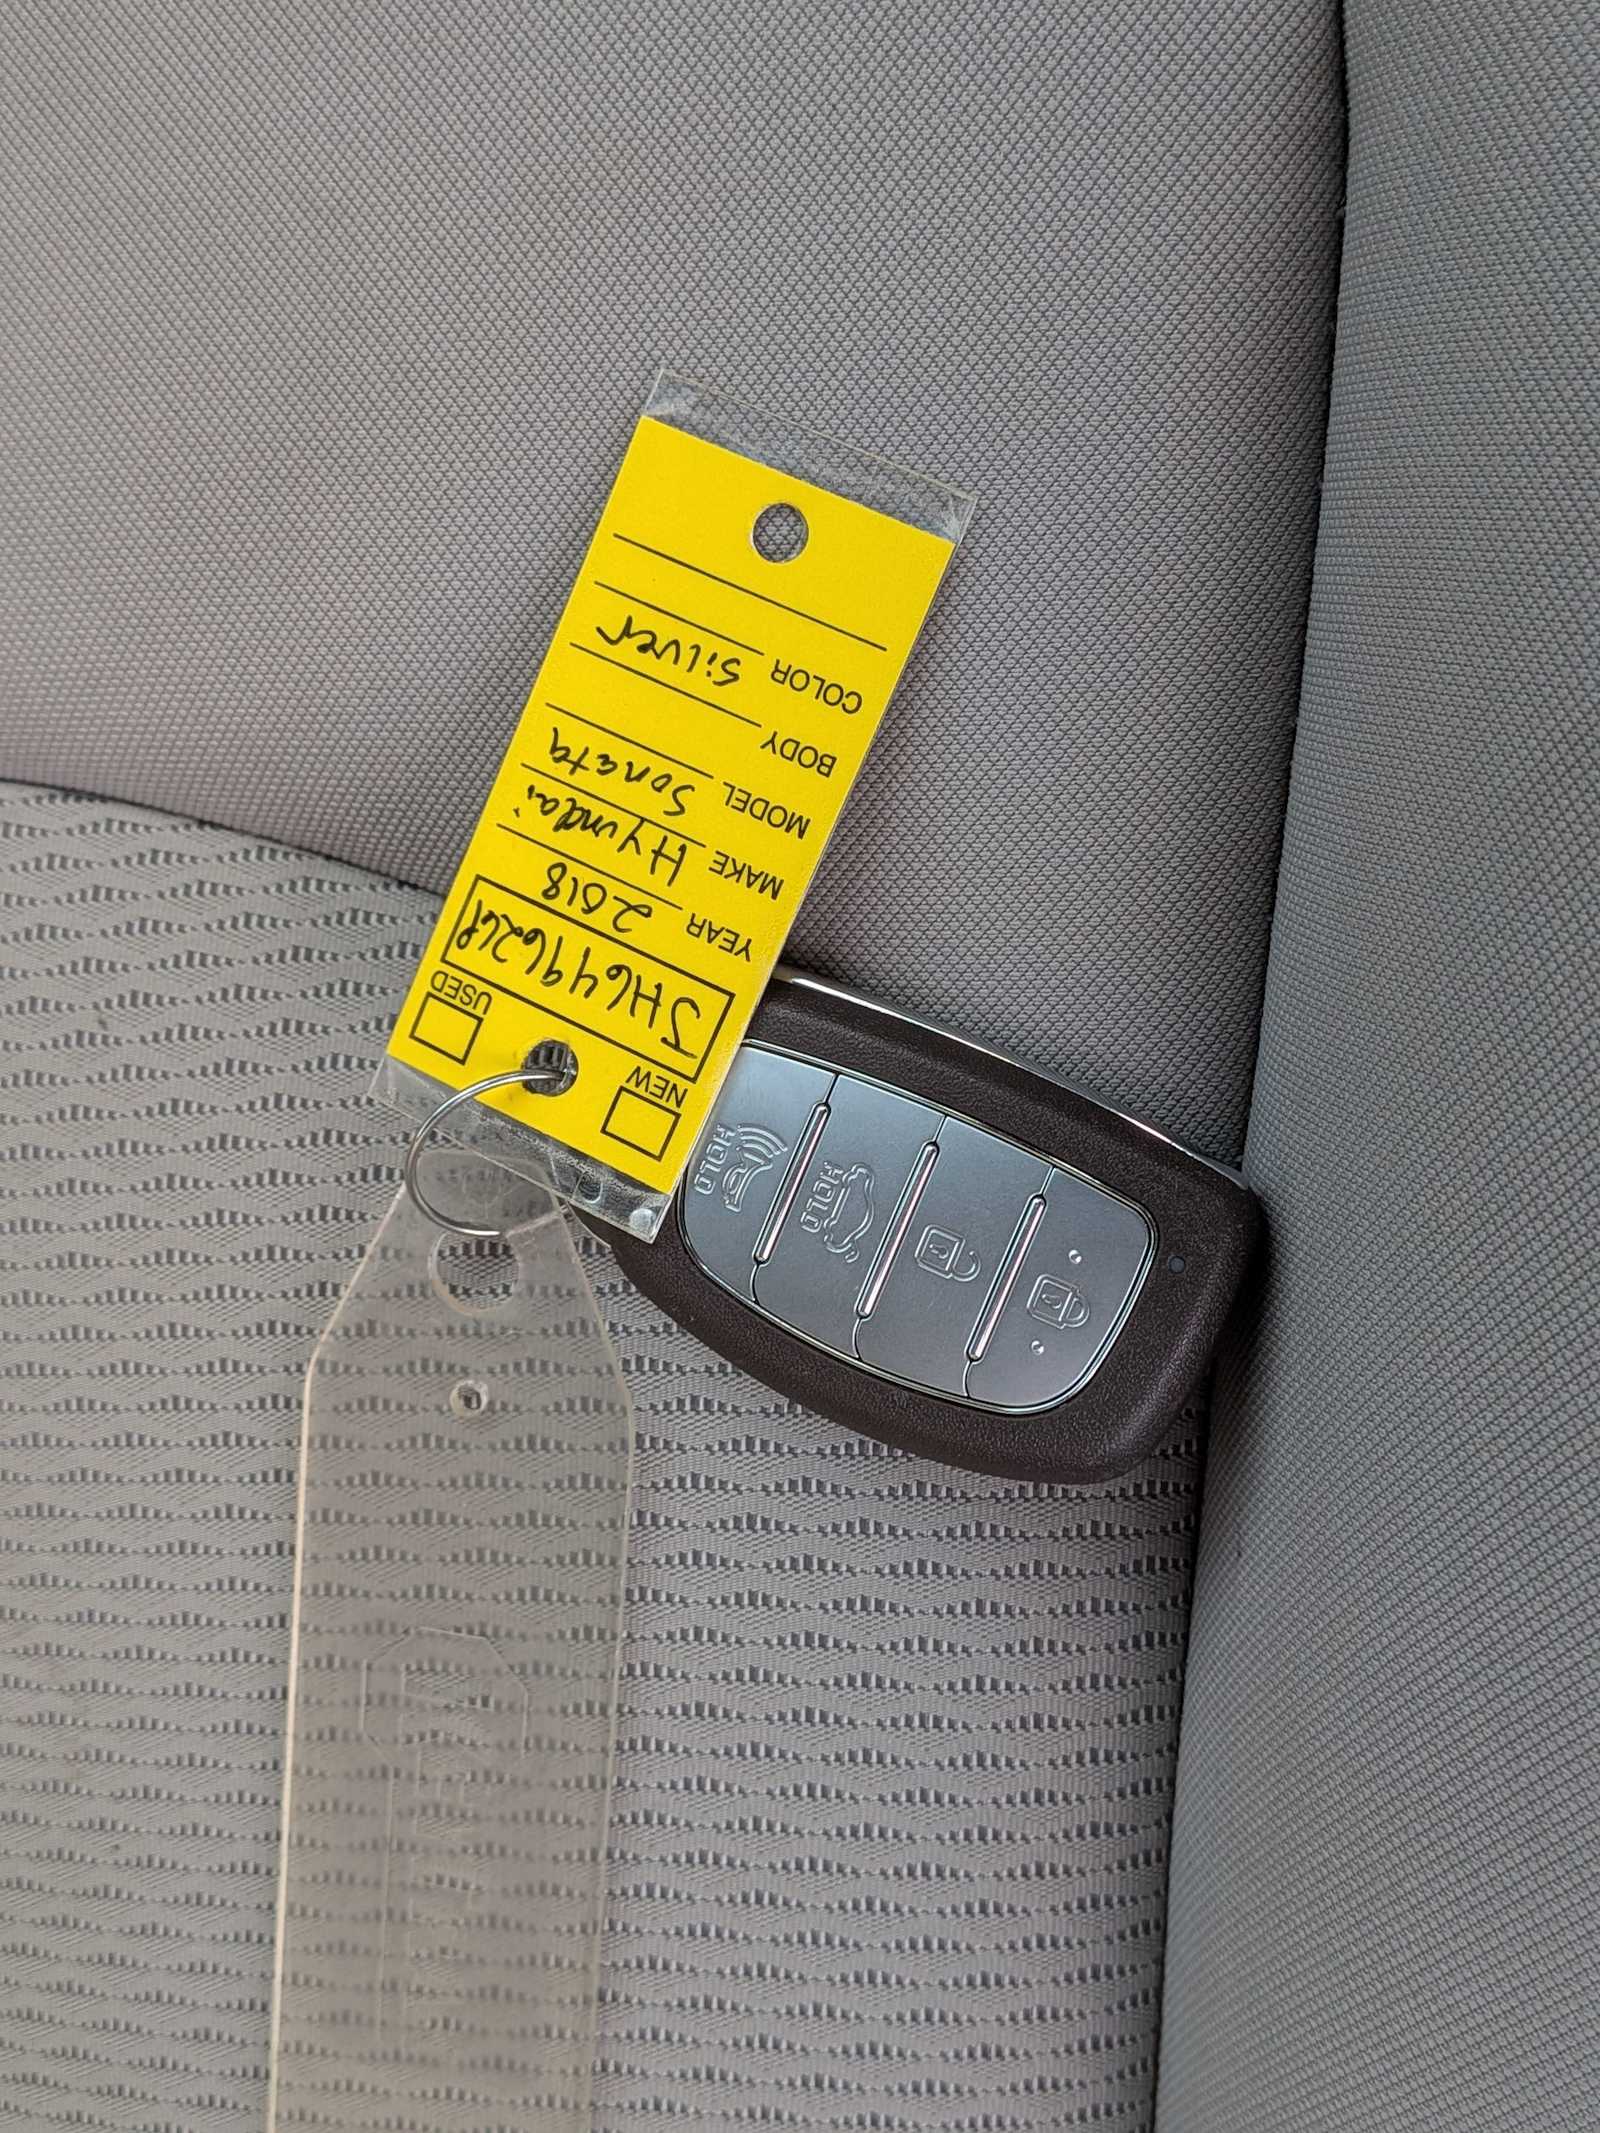 NEW USED
JH649626P
YEAR 2018
MAKE Hyundai
MODEL Sonata
BODY
COLOR Silver
HOLD
HOLD